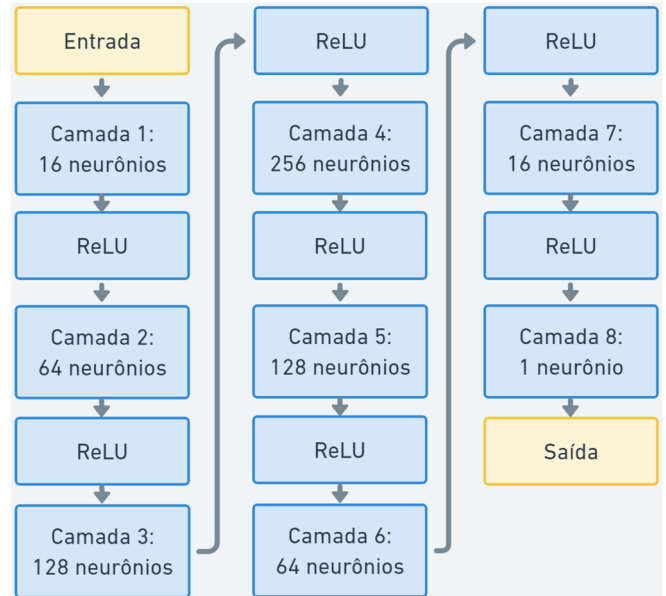 Entrada
Camada 1:
16 neurônios
ReLU
Camada 2:
64 neurônios
ReLU
Camada 3:
128 neurônios
ReLU
Camada 4:
256 neurônios
ReLU
Camada 5:
128 neurônios
ReLU
Camada 6:
64 neurônios
ReLU
Camada 7:
16 neurônios
ReLU
Camada 8:
1 neurônio
Saída